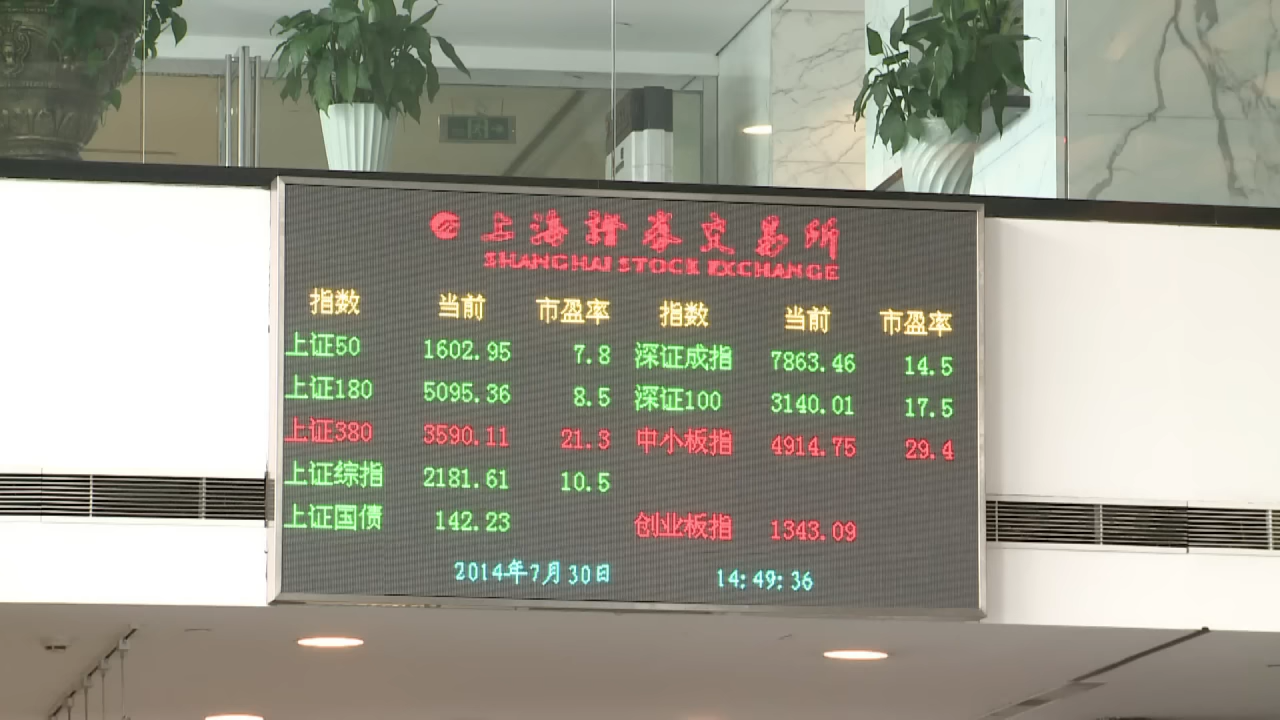 上海證券交易所
SHANGHAI STOCK EXCHANGE
指数 当前 市盈率 指数 当前 市盈率
上证50 1602.95 7.8 深证成指 7863.46 14.5
上证180 5095.36 8.5 深证100 3140.01 17.5
上证380 3590.11 21.3 中小板指 4914.75 29.4
上证综指 2181.61 10.5
上证国债 142.23 创业板指 1343.09
2014年7月30日 14:49:36